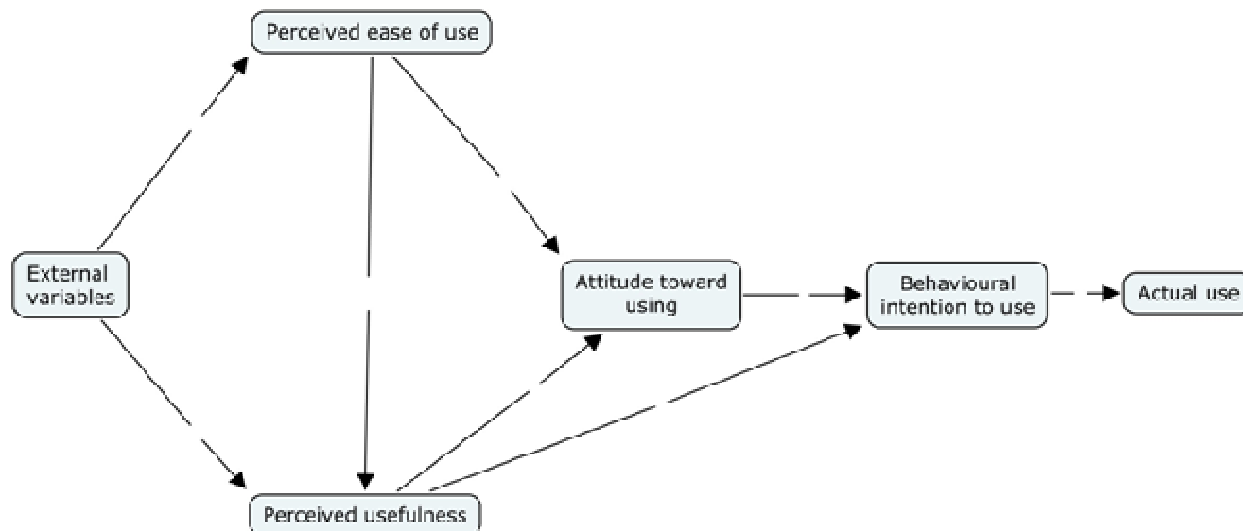 Perceived ease of use
External
variables
Attitude toward
using
Behavioural
intention to use
Actual use
Perceived usefulness